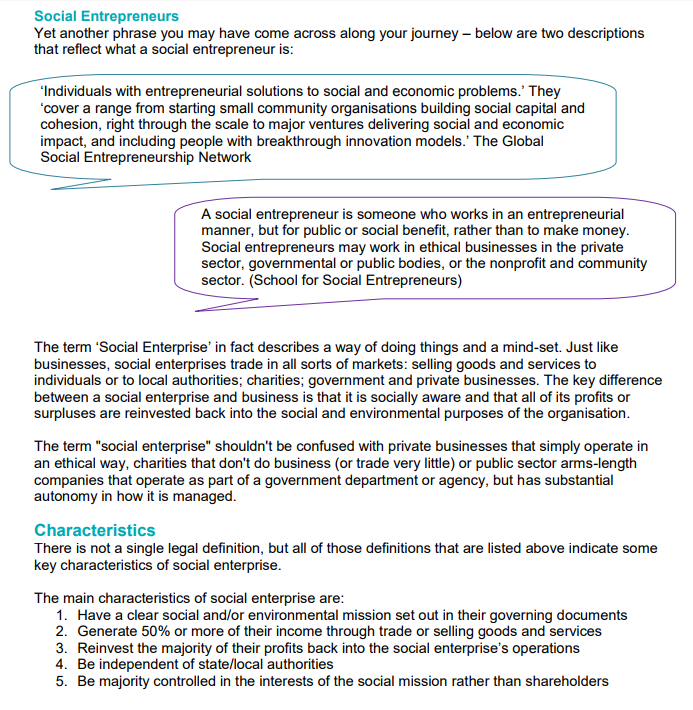 Social Entrepreneurs
Yet another phrase you may have come across along your journey – below are two descriptions
that reflect what a social entrepreneur is:
'Individuals with entrepreneurial solutions to social and economic problems.' They
'cover a range from starting small community organisations building social capital and
cohesion, right through the scale to major ventures delivering social and economic
impact, and including people with breakthrough innovation models.' The Global
Social Entrepreneurship Network
A social entrepreneur is someone who works in an entrepreneurial
manner, but for public or social benefit, rather than to make money.
Social entrepreneurs may work in ethical businesses in the private
sector, governmental or public bodies, or the nonprofit and community
sector. (School for Social Entrepreneurs)
The term 'Social Enterprise' in fact describes a way of doing things and a mind-set. Just like
businesses, social enterprises trade in all sorts of markets: selling goods and services to
individuals or to local authorities; charities; government and private businesses. The key difference
between a social enterprise and business is that it is socially aware and that all of its profits or
surpluses are reinvested back into the social and environmental purposes of the organisation.
The term "social enterprise" shouldn't be confused with private businesses that simply operate in
an ethical way, charities that don't do business (or trade very little) or public sector arms-length
companies that operate as part of a government department or agency, but has substantial
autonomy in how it is managed.
Characteristics
There is not a single legal definition, but all of those definitions that are listed above indicate some
key characteristics of social enterprise.
The main characteristics of social enterprise are:
1. Have a clear social and/or environmental mission set out in their governing documents
2. Generate 50% or more of their income through trade or selling goods and services
3. Reinvest the majority of their profits back into the social enterprise's operations
4. Be independent of state/local authorities
5. Be majority controlled in the interests of the social mission rather than shareholders